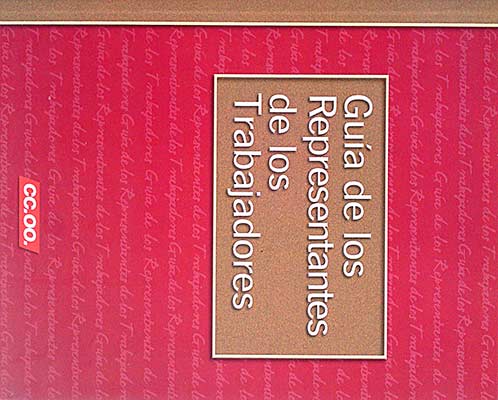 Guía de los
Representantes
de los
Trabajadores
CC.OO.